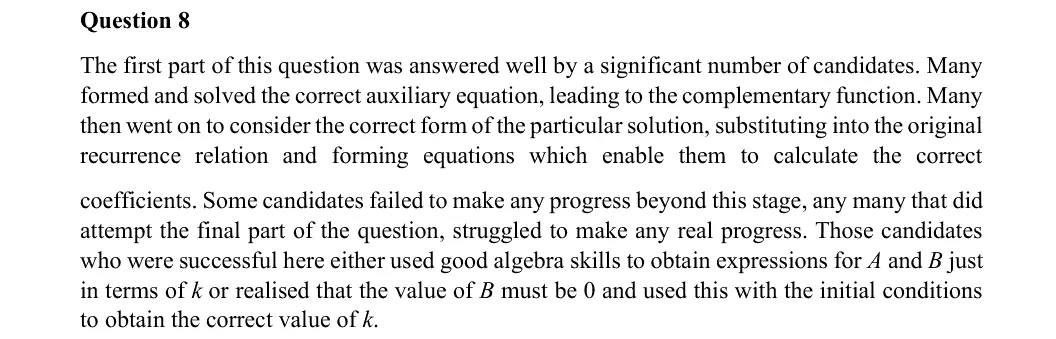 Question 8
The first part of this question was answered well by a significant number of candidates. Many
formed and solved the correct auxiliary equation, leading to the complementary function. Many
then went on to consider the correct form of the particular solution, substituting into the original
recurrence relation and forming equations which enable them to calculate the correct
coefficients. Some candidates failed to make any progress beyond this stage, any many that did
attempt the final part of the question, struggled to make any real progress. Those candidates
who were successful here either used good algebra skills to obtain expressions for A and B just
in terms of k or realised that the value of B must be 0 and used this with the initial conditions
to obtain the correct value of k.